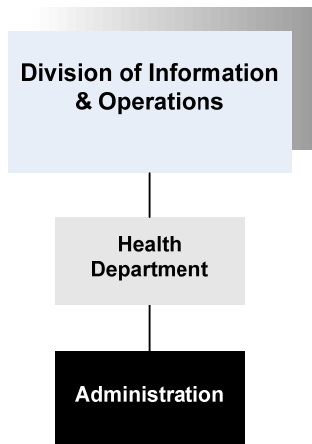 Division of Information
& Operations
Health
Department
Administration